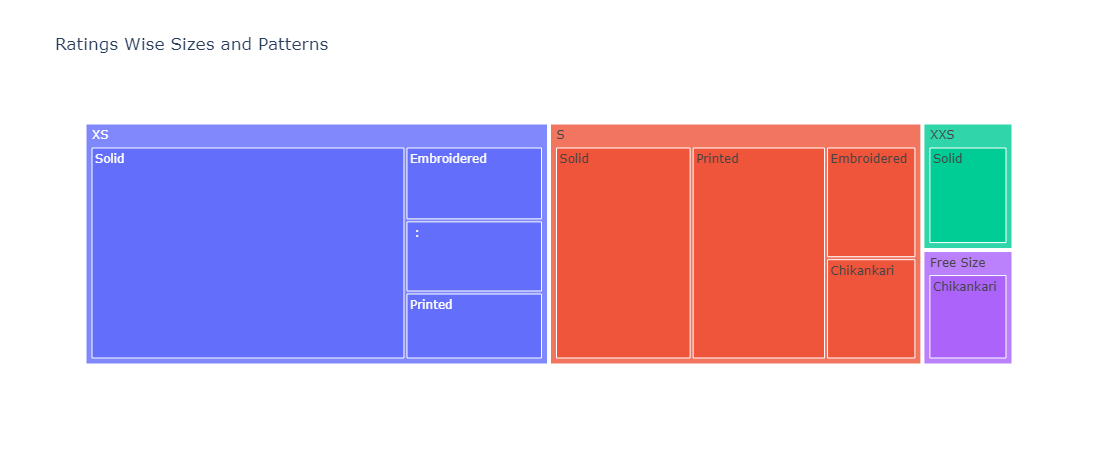 Ratings Wise Sizes and Patterns
XS
Solid
Embroidered
:
Printed
S
Solid
Printed
Embroidered
Chikankari
XXS
Solid
Free Size
Chikankari